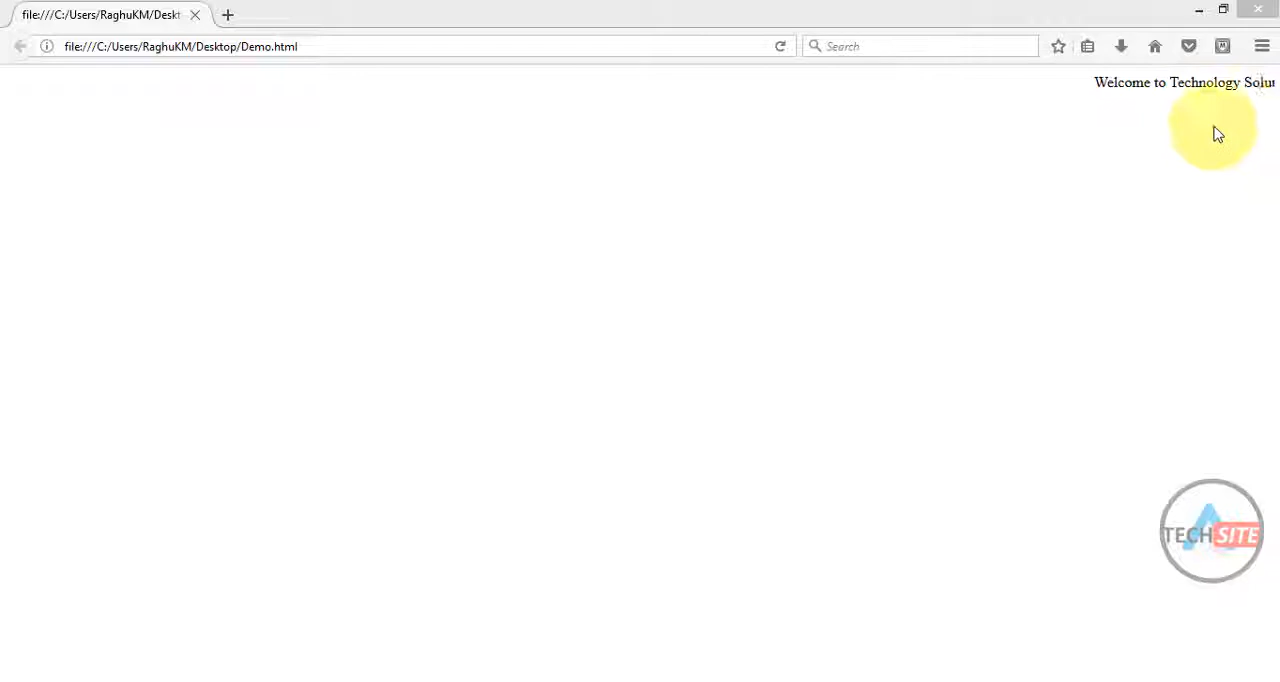 file:///C:/Users/RaghuKM/Deskt
file:///C:/Users/RaghuKM/Desktop/Demo.html
Search
Welcome to Technology Solu
TECH SITE